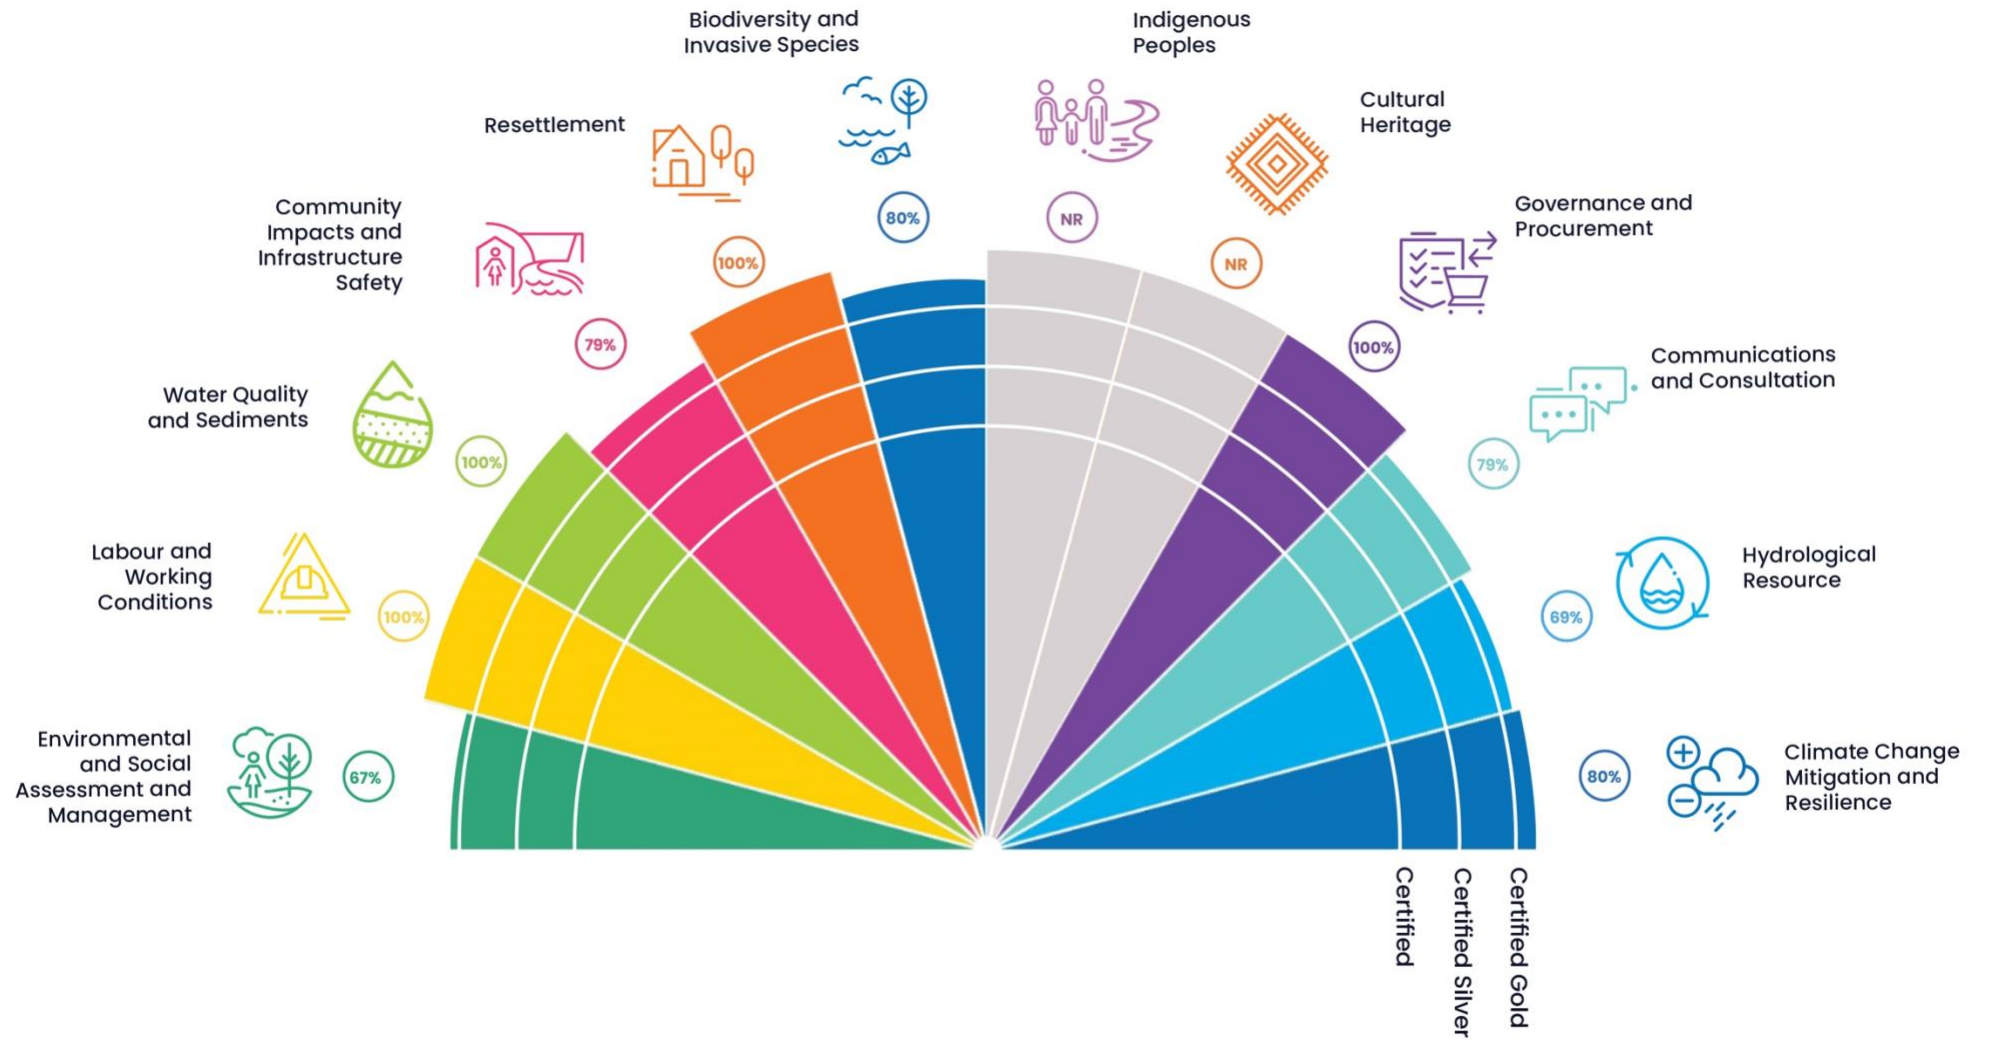 Biodiversity and
Invasive Species
80%
Indigenous
Peoples
NR
Resettlement
100%
Cultural
Heritage
NR
Community
Impacts and
Infrastructure
Safety
79%
Governance and
Procurement
100%
Water Quality
and Sediments
100%
Communications
and Consultation
79%
Labour and
Working
Conditions
100%
Hydrological
Resource
69%
Environmental
and Social
Assessment and
Management
67%
Climate Change
Mitigation and
Resilience
80%
Certified
Certified Silver
Certified Gold